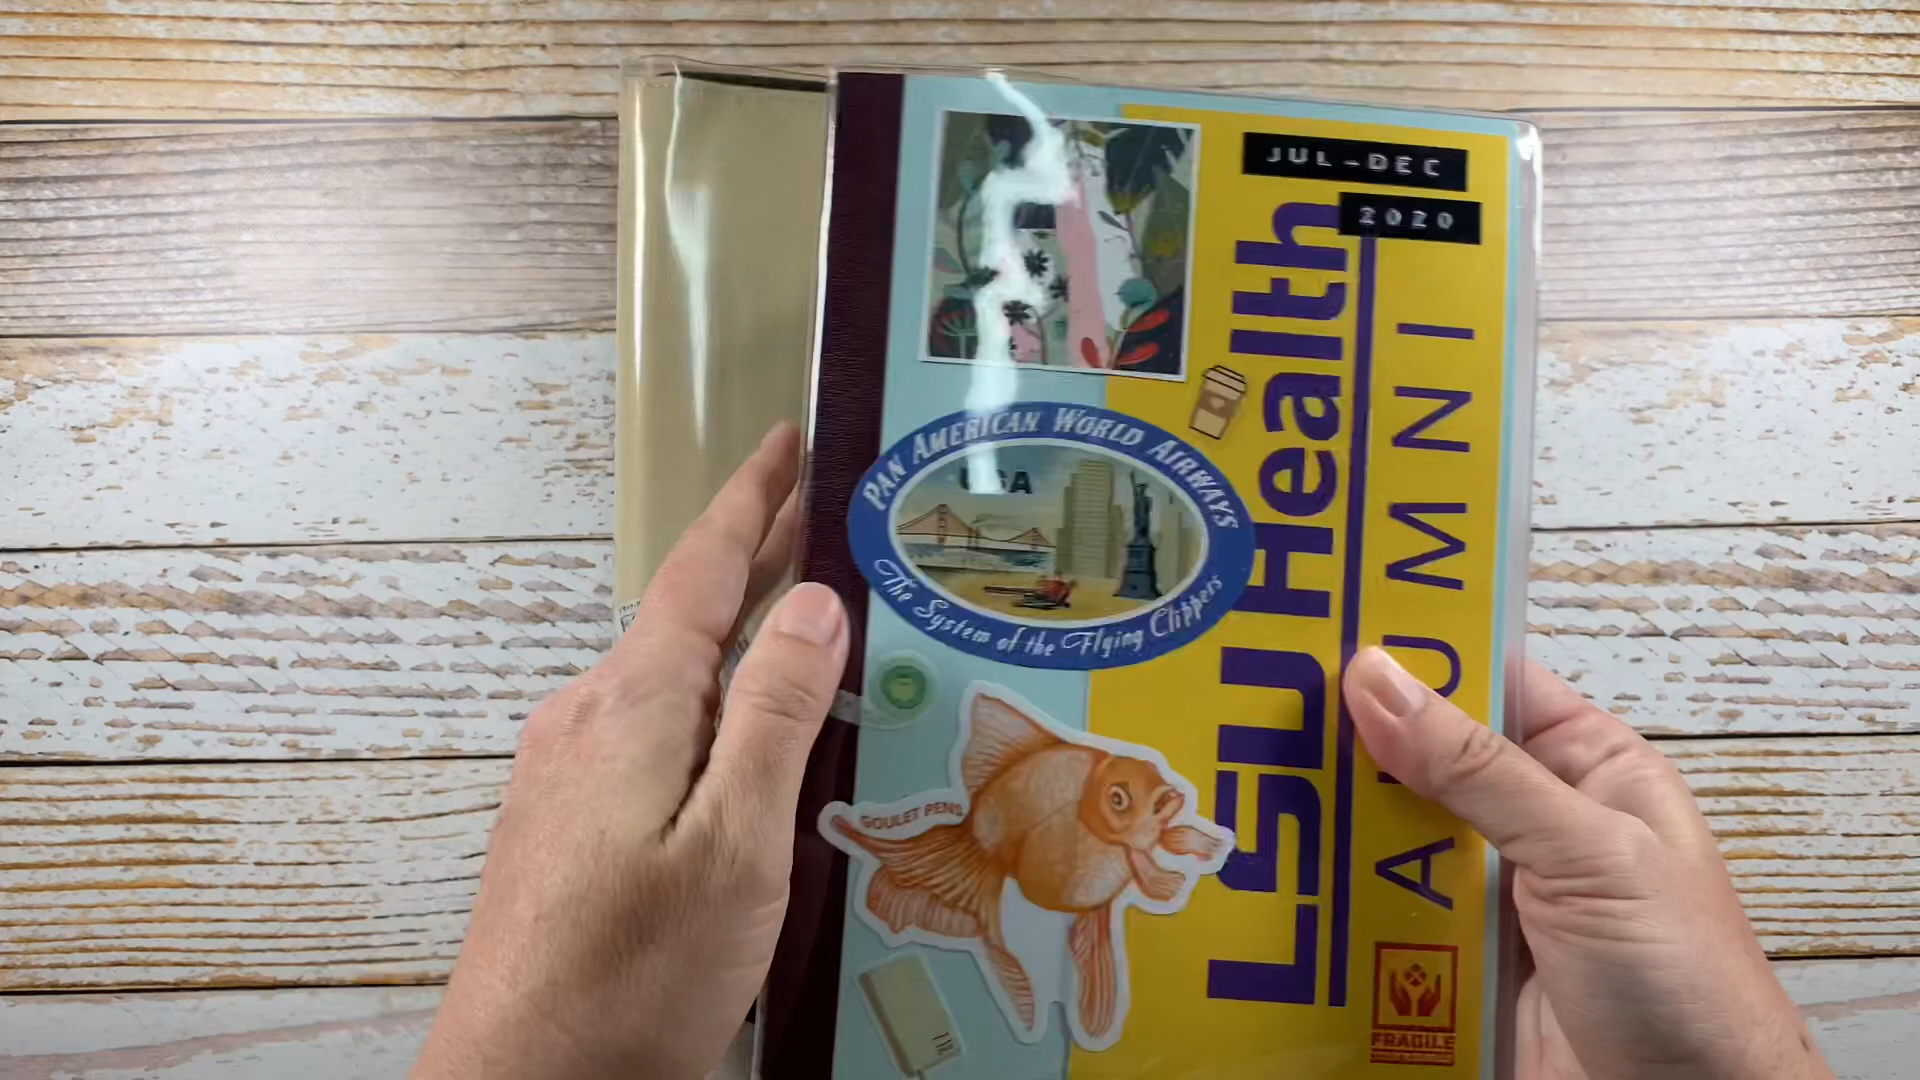 JUL-DEC
2020
LSU Health
ALUMNI
PAN AMERICAN WORLD AIRWAYS
USA
The System of the Flying Clippers
GOULET PENS
FRAGILE